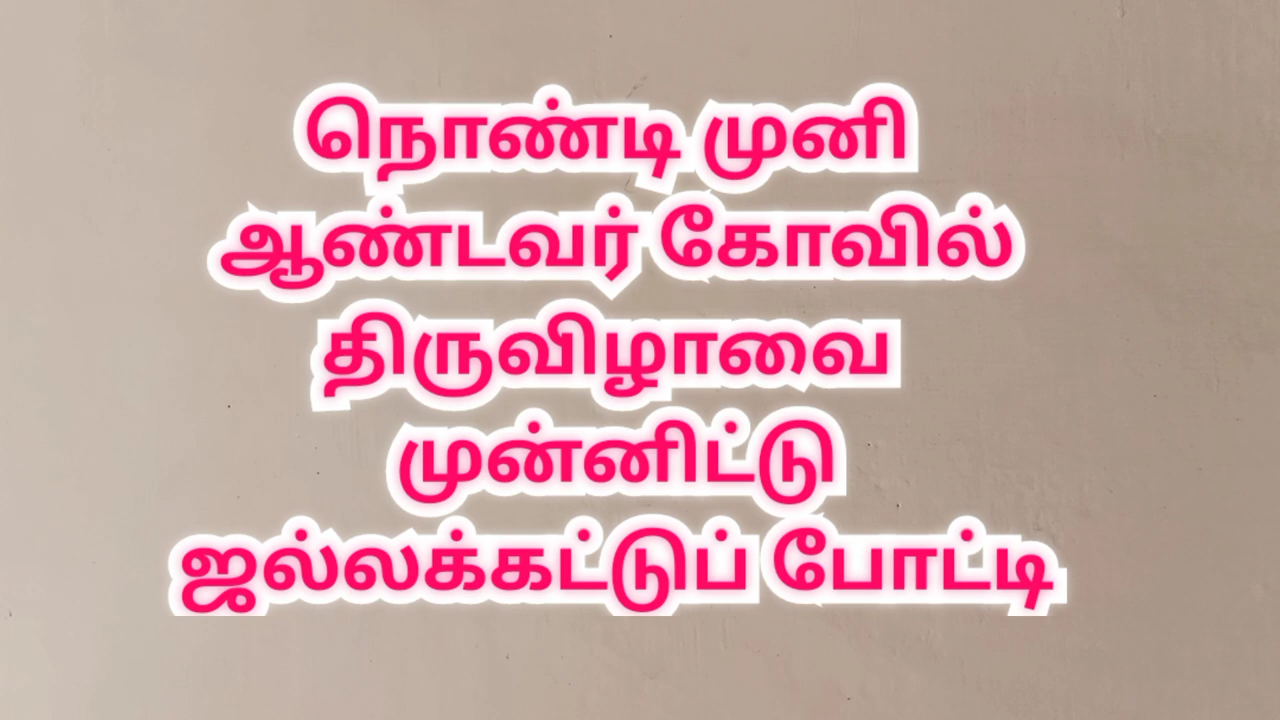 நொண்டி முனி
ஆண்டவர் கோவில்
திருவிழாவை
முன்னிட்டு
ஜல்லக்கட்டுப் போட்டி